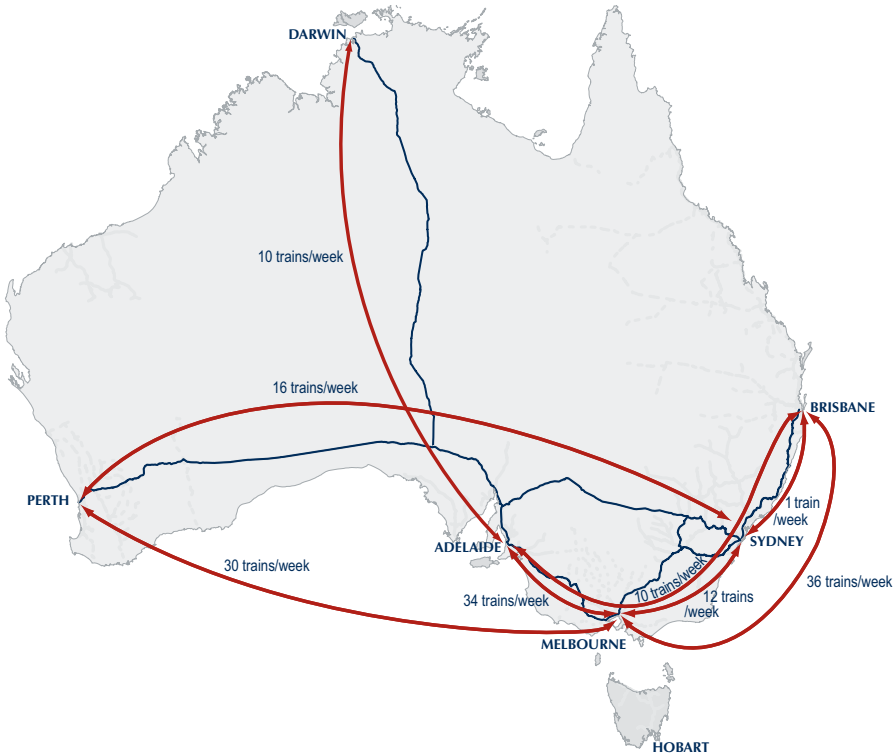 DARWIN
10 trains/week
16 trains/week
BRISBANE
PERTH
1 train
/week
ADELAIDE
SYDNEY
30 trains/week
10 trains/week
36 trains/week
34 trains/week
12 trains
/week
MELBOURNE
HOBART